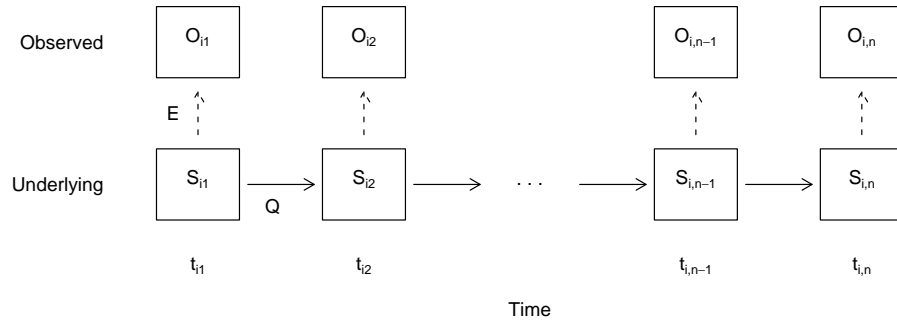 Observed O_i1 O_i2 O_i,n−1 O_i,n
E
Underlying S_i1 S_i2 . . . S_i,n−1 S_i,n
Q
t_i1 t_i2 t_i,n−1 t_i,n
Time